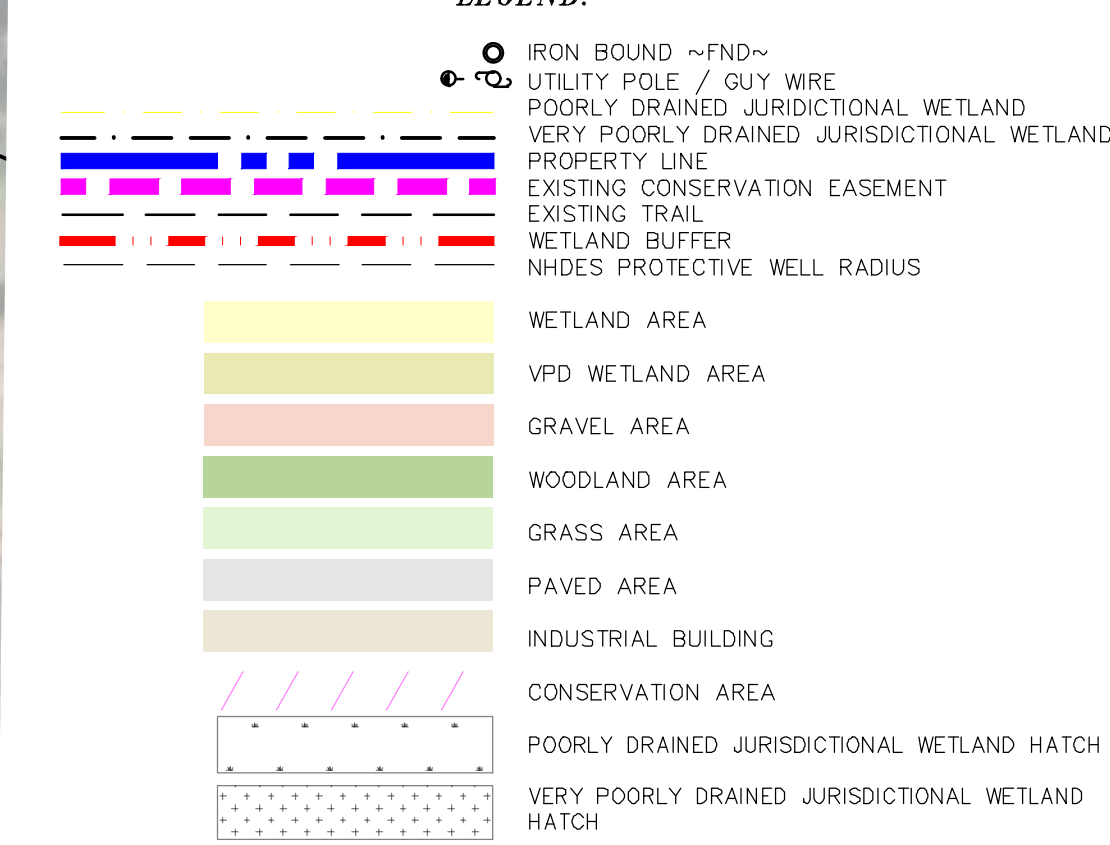 LEGEND:
IRON BOUND ~FND~
UTILITY POLE / GUY WIRE
POORLY DRAINED JURIDICTIONAL WETLAND
VERY POORLY DRAINED JURISDICTIONAL WETLAND
PROPERTY LINE
EXISTING CONSERVATION EASEMENT
EXISTING TRAIL
WETLAND BUFFER
NHDES PROTECTIVE WELL RADIUS
WETLAND AREA
VPD WETLAND AREA
GRAVEL AREA
WOODLAND AREA
GRASS AREA
PAVED AREA
INDUSTRIAL BUILDING
CONSERVATION AREA
POORLY DRAINED JURISDICTIONAL WETLAND HATCH
VERY POORLY DRAINED JURISDICTIONAL WETLAND
HATCH